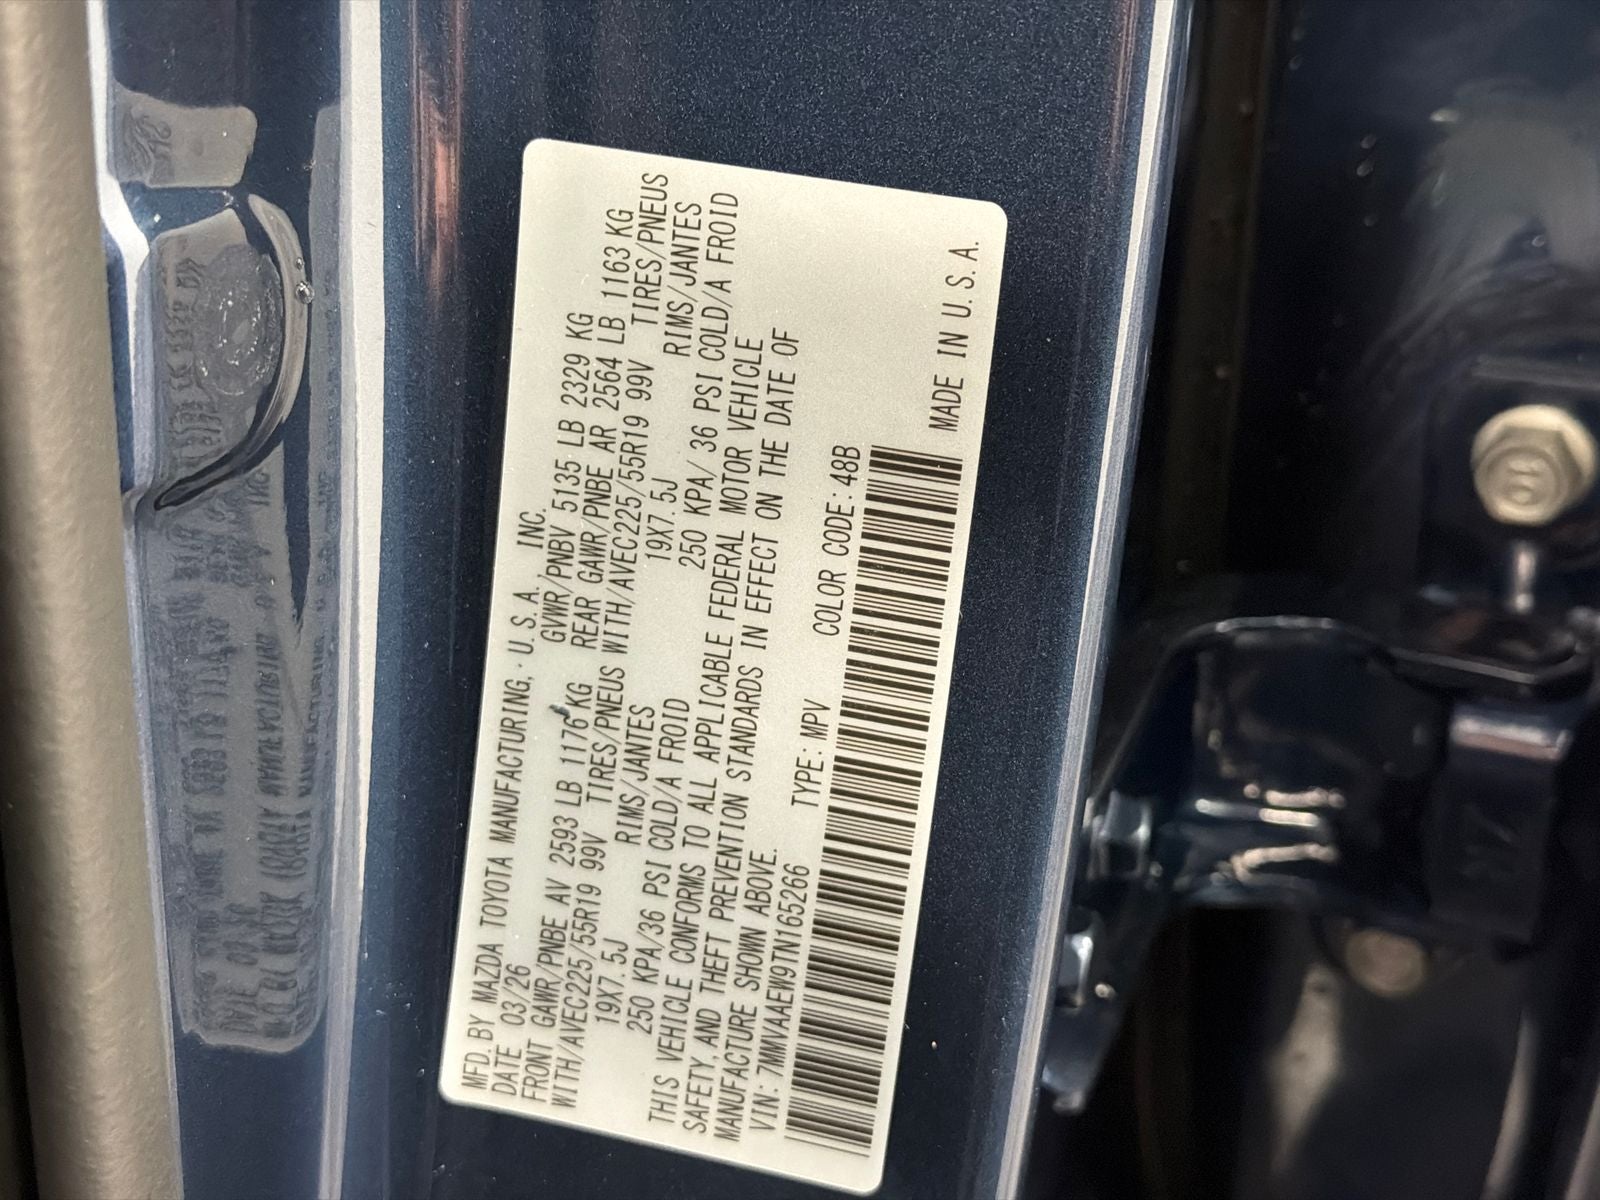 MFD. BY MAZDA TOYOTA MANUFACTURING, U.S.A. INC.
DATE 03/26 GVWR/PNBV 5135 LB 2329 KG
FRONT GAWR/PNBE AV 2593 LB 1176 KG REAR GAWR/PNBE AR 2564 LB 1163 KG
WITH/AVEC225/55R19 99V TIRES/PNEUS WITH/AVEC225/55R19 99V TIRES/PNEUS
19X7.5J RIMS/JANTES 19X7.5J RIMS/JANTES
250 KPA/36 PSI COLD/A FROID 250 KPA/ 36 PSI COLD/A FROID
THIS VEHICLE CONFORMS TO ALL APPLICABLE FEDERAL MOTOR VEHICLE
SAFETY, AND THEFT PREVENTION STANDARDS IN EFFECT ON THE DATE OF
MANUFACTURE SHOWN ABOVE.
VIN: 7MMVAAEW9TN165266 TYPE: MPV COLOR CODE: 48B
MADE IN U.S.A.